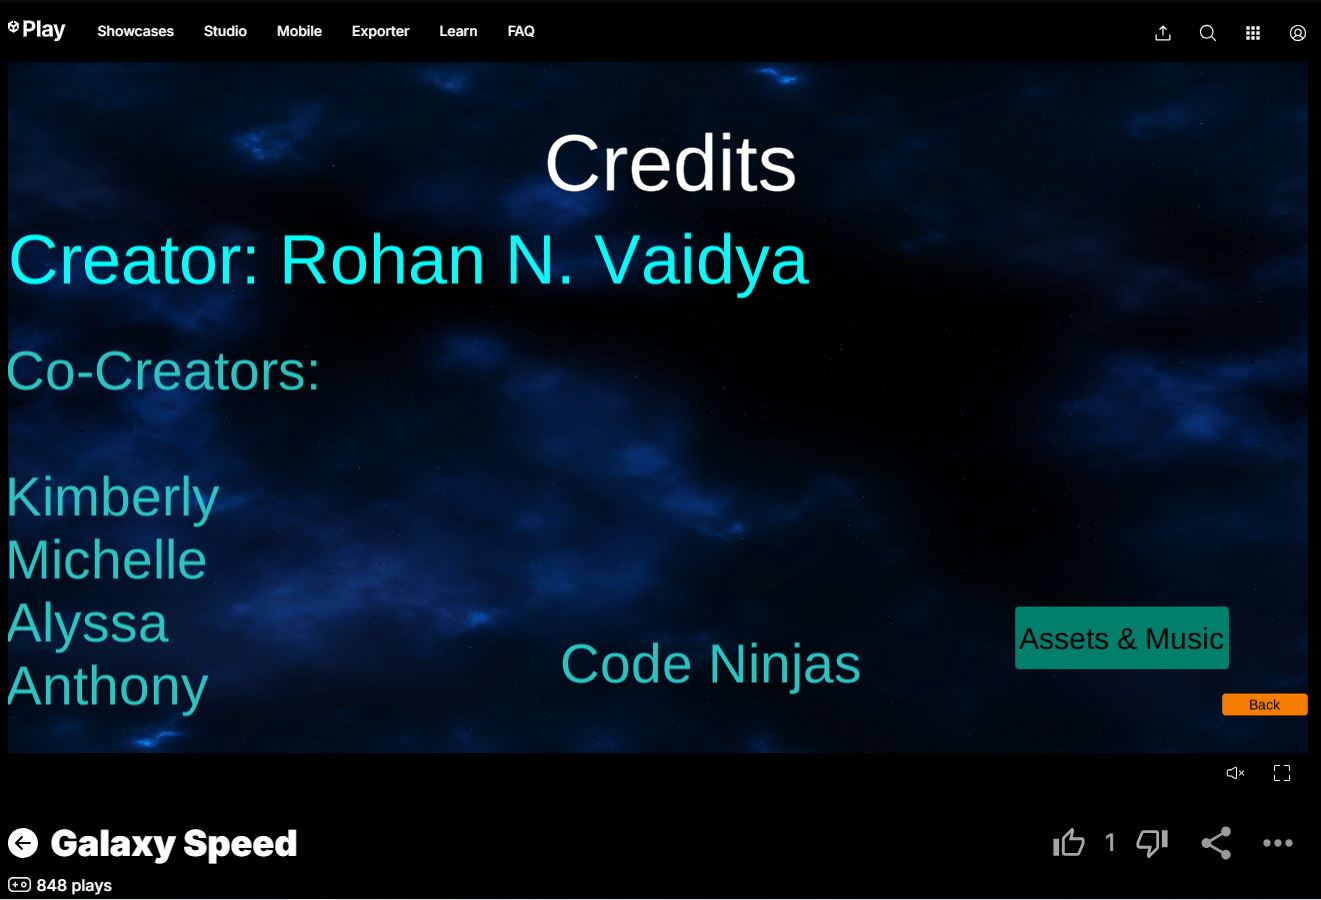 Play
Showcases Studio Mobile Exporter Learn FAQ
Credits
Creator: Rohan N. Vaidya
Co-Creators:
Kimberly
Michelle
Alyssa
Anthony
Code Ninjas
Assets & Music
Back
Galaxy Speed
1
848 plays